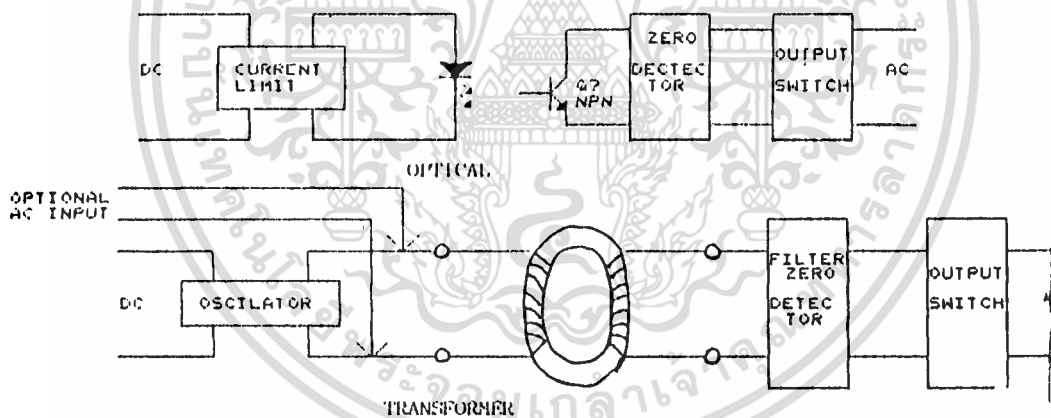 DC
CURRENT
LIMIT
Q?
NPN
ZERO
DECTEC
TOR
OUTPUT
SWITCH
AC
OPTICAL
OPTIONAL
AC INPUT
DC
OSCILATOR
FILTER
ZERO
DETEC
TOR
OUTPUT
SWITCH
TRANSFORMER